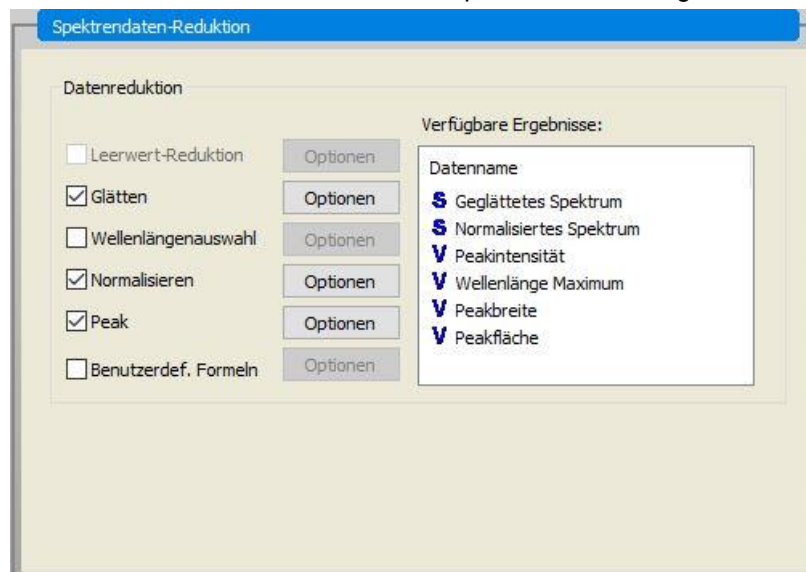 Spektrendaten-Reduktion
Datenreduktion
Verfügbare Ergebnisse:
Leerwert-Reduktion Optionen
Glätten Optionen
Wellenlängenauswahl Optionen
Normalisieren Optionen
Peak Optionen
Benutzerdef. Formeln Optionen
Datenname
S Geglättetes Spektrum
S Normalisiertes Spektrum
V Peakintensität
V Wellenlänge Maximum
V Peakbreite
V Peakfläche